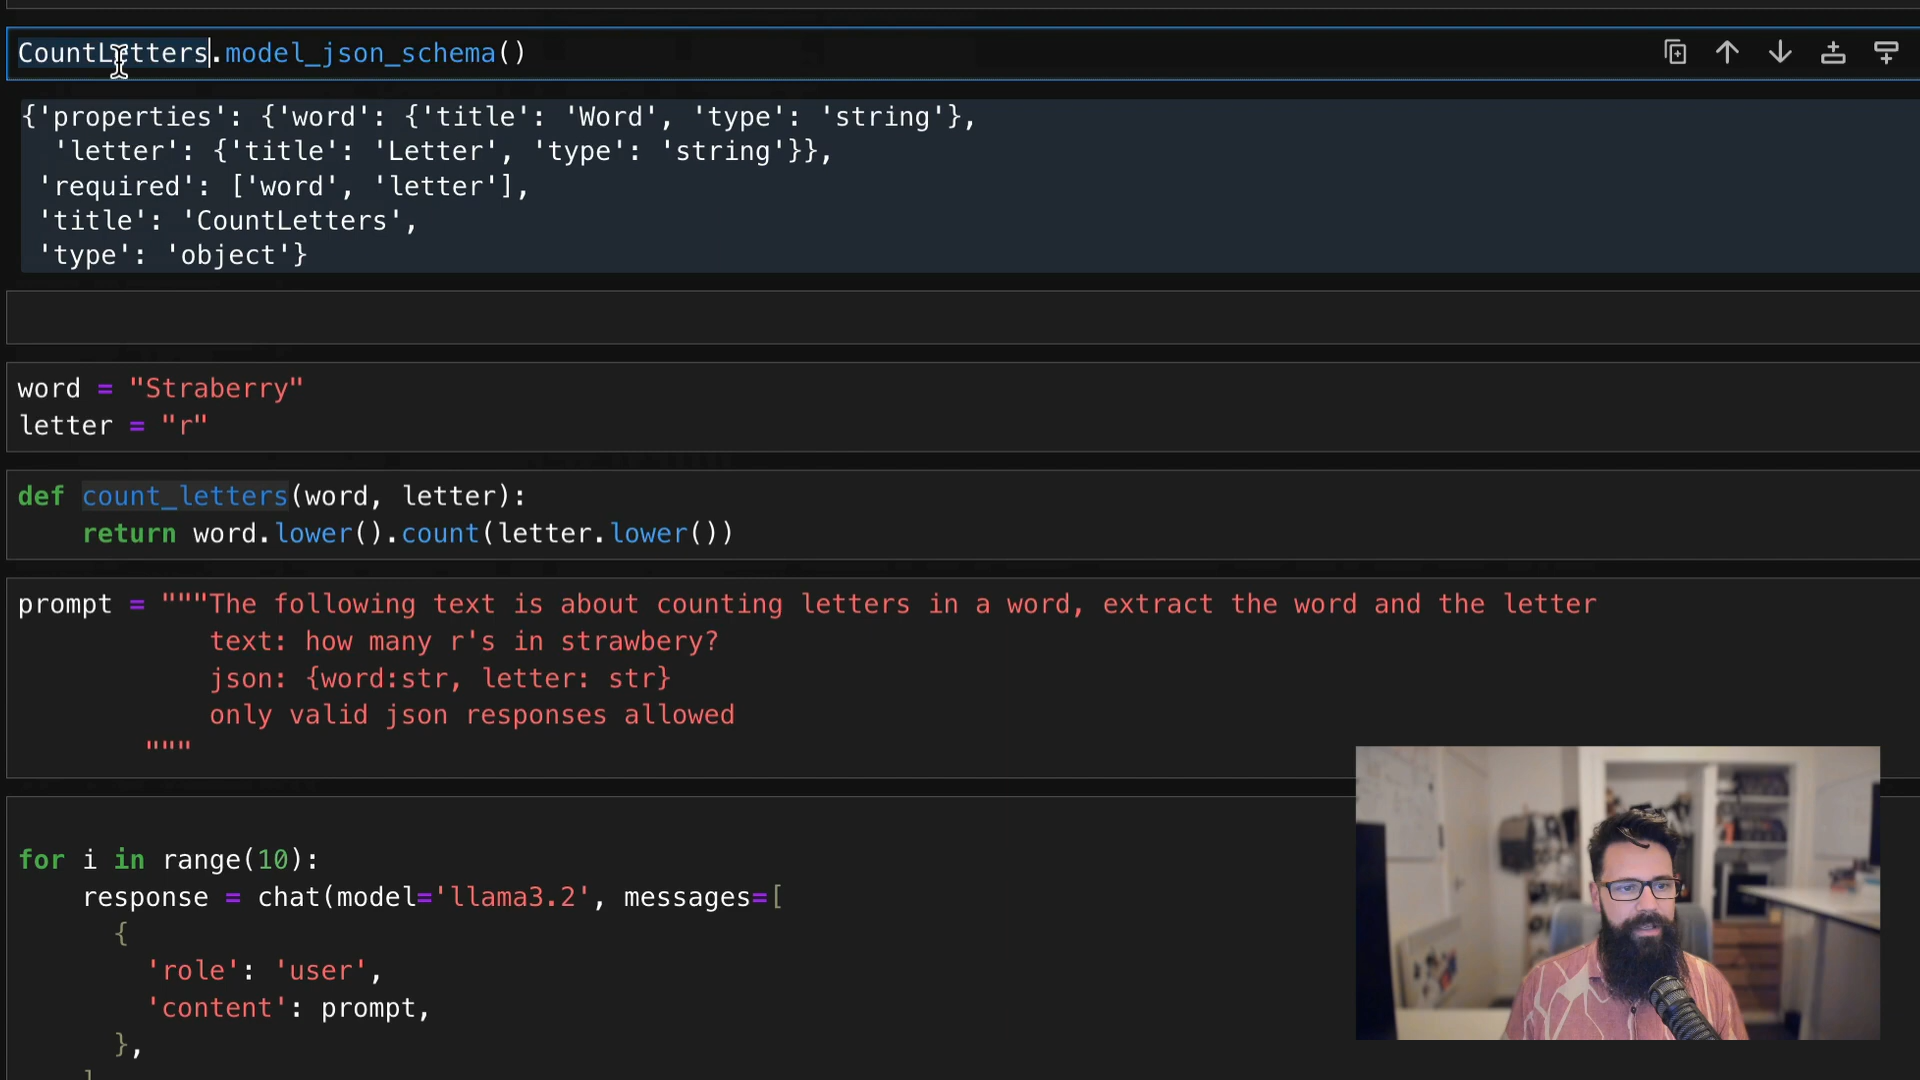 CountLetters.model_json_schema()
{'properties': {'word': {'title': 'Word', 'type': 'string'},
'letter': {'title': 'Letter', 'type': 'string'}},
'required': ['word', 'letter'],
'title': 'CountLetters',
'type': 'object'}
word = "Straberry"
letter = "r"
def count_letters(word, letter):
return word.lower().count(letter.lower())
prompt = """The following text is about counting letters in a word, extract the word and the letter
text: how many r's in strawbery?
json: {word:str, letter: str}
only valid json responses allowed
"""
for i in range(10):
response = chat(model='llama3.2', messages=[
{
'role': 'user',
'content': prompt,
},
]